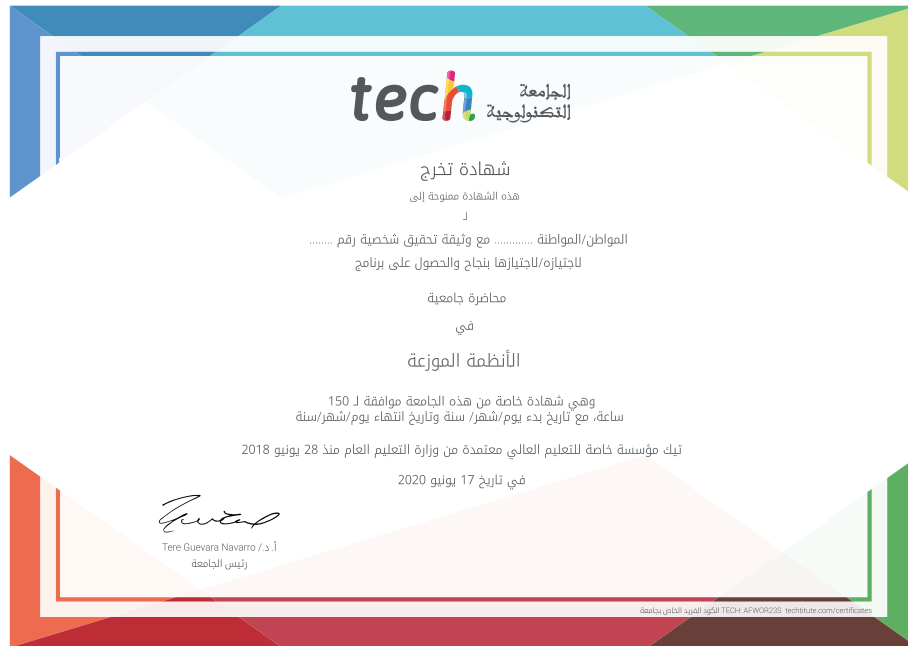 tech الجامعة
التكنولوجية
شهادة تخرج
هذه الشهادة ممنوحة إلى
لـ
المواطن/المواطنة ............. مع وثيقة تحقيق شخصية رقم ........
لاجتيازه/لاجتيازها بنجاح والحصول على برنامج
محاضرة جامعية
في
الأنظمة الموزعة
وهي شهادة خاصة من هذه الجامعة موافقة لـ 150
ساعة، مع تاريخ بدء يوم/شهر/ سنة وتاريخ انتهاء يوم/شهر/سنة
تيك مؤسسة خاصة للتعليم العالي معتمدة من وزارة التعليم العام منذ 28 يونيو 2018
في تاريخ 17 يونيو 2020
أ. د./ Tere Guevara Navarro
رئيس الجامعة
الكود الفريد الخاص بجامعة TECH: AFWOR23S techtitute.com/certificates